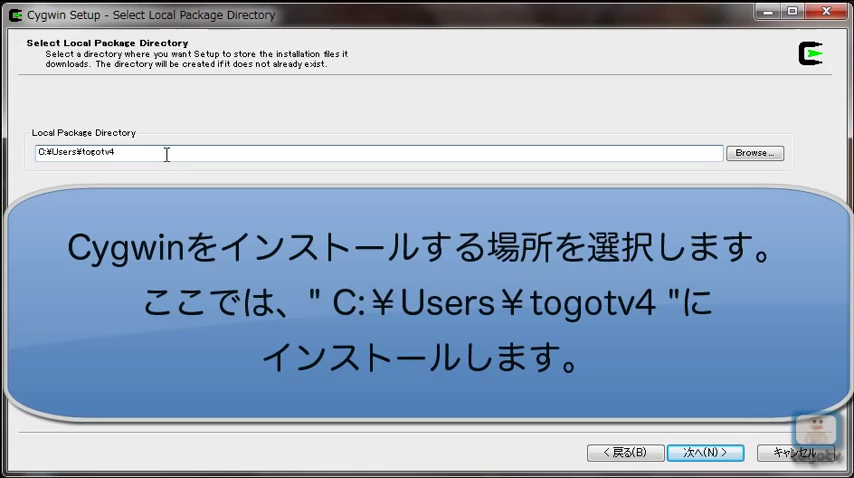 Cygwin Setup - Select Local Package Directory
Select Local Package Directory
Select a directory where you want Setup to store the installation files it
downloads. The directory will be created if it does not already exist.
Local Package Directory
C:¥Users¥togotv4
Browse...
Cygwinをインストールする場所を選択します。
ここでは、" C:￥Users￥togotv4 "に
インストールします。
< 戻る(B)
次へ(N) >
キャンセル
togotv